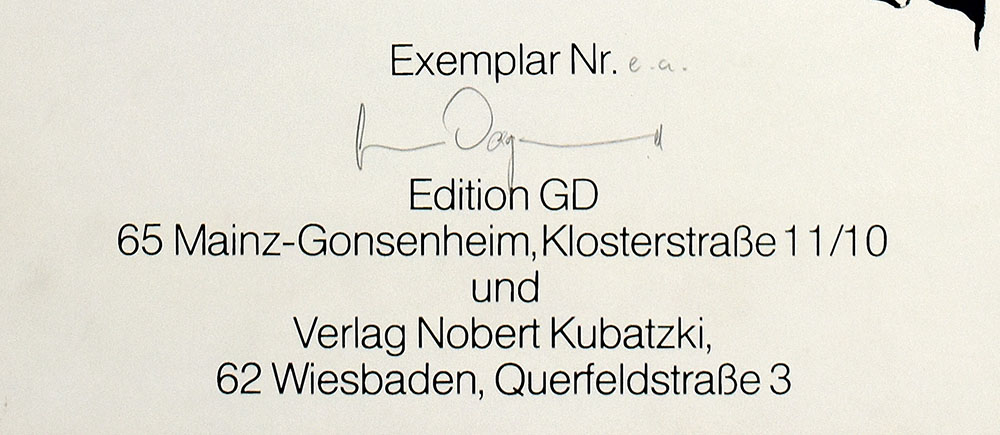 Exemplar Nr. e.a.
Edition GD
65 Mainz-Gonsenheim, Klosterstraße 11/10
und
Verlag Nobert Kubatzki,
62 Wiesbaden, Querfeldstraße 3